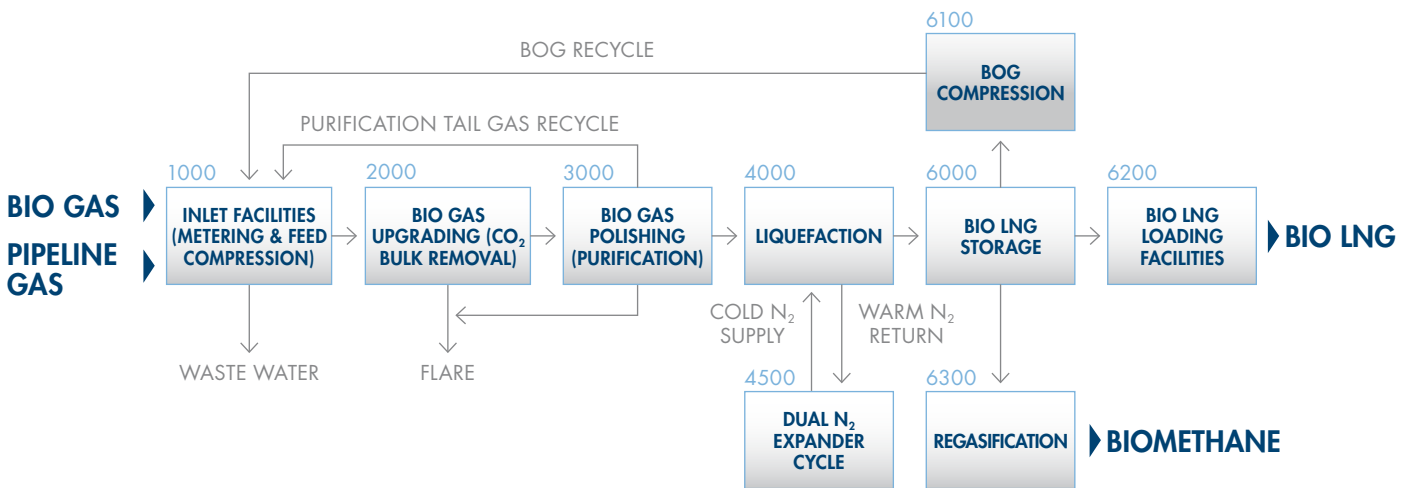 6100
BOG RECYCLE
BOG
COMPRESSION
PURIFICATION TAIL GAS RECYCLE
1000
2000
3000
4000
6000
6200
BIO GAS
PIPELINE
GAS
INLET FACILITIES
(METERING & FEED
COMPRESSION)
BIO GAS
UPGRADING (CO₂
BULK REMOVAL)
BIO GAS
POLISHING
(PURIFICATION)
LIQUEFACTION
BIO LNG
STORAGE
BIO LNG
LOADING
FACILITIES
BIO LNG
COLD N₂
SUPPLY
WARM N₂
RETURN
WASTE WATER
FLARE
4500
6300
DUAL N₂
EXPANDER
CYCLE
REGASIFICATION
BIOMETHANE